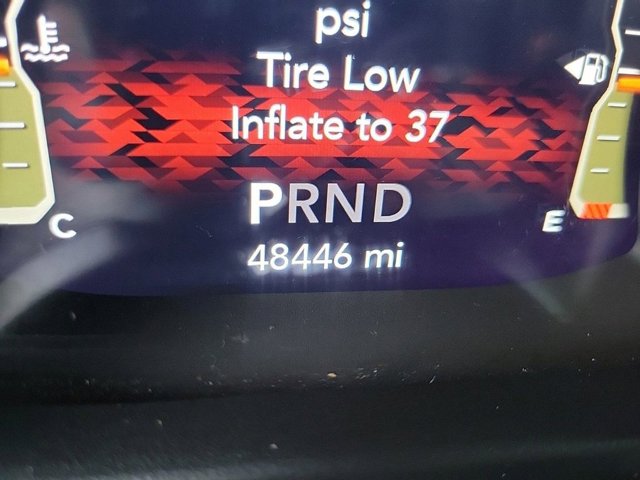 psi
Tire Low
Inflate to 37
PRND
C
E
48446 mi